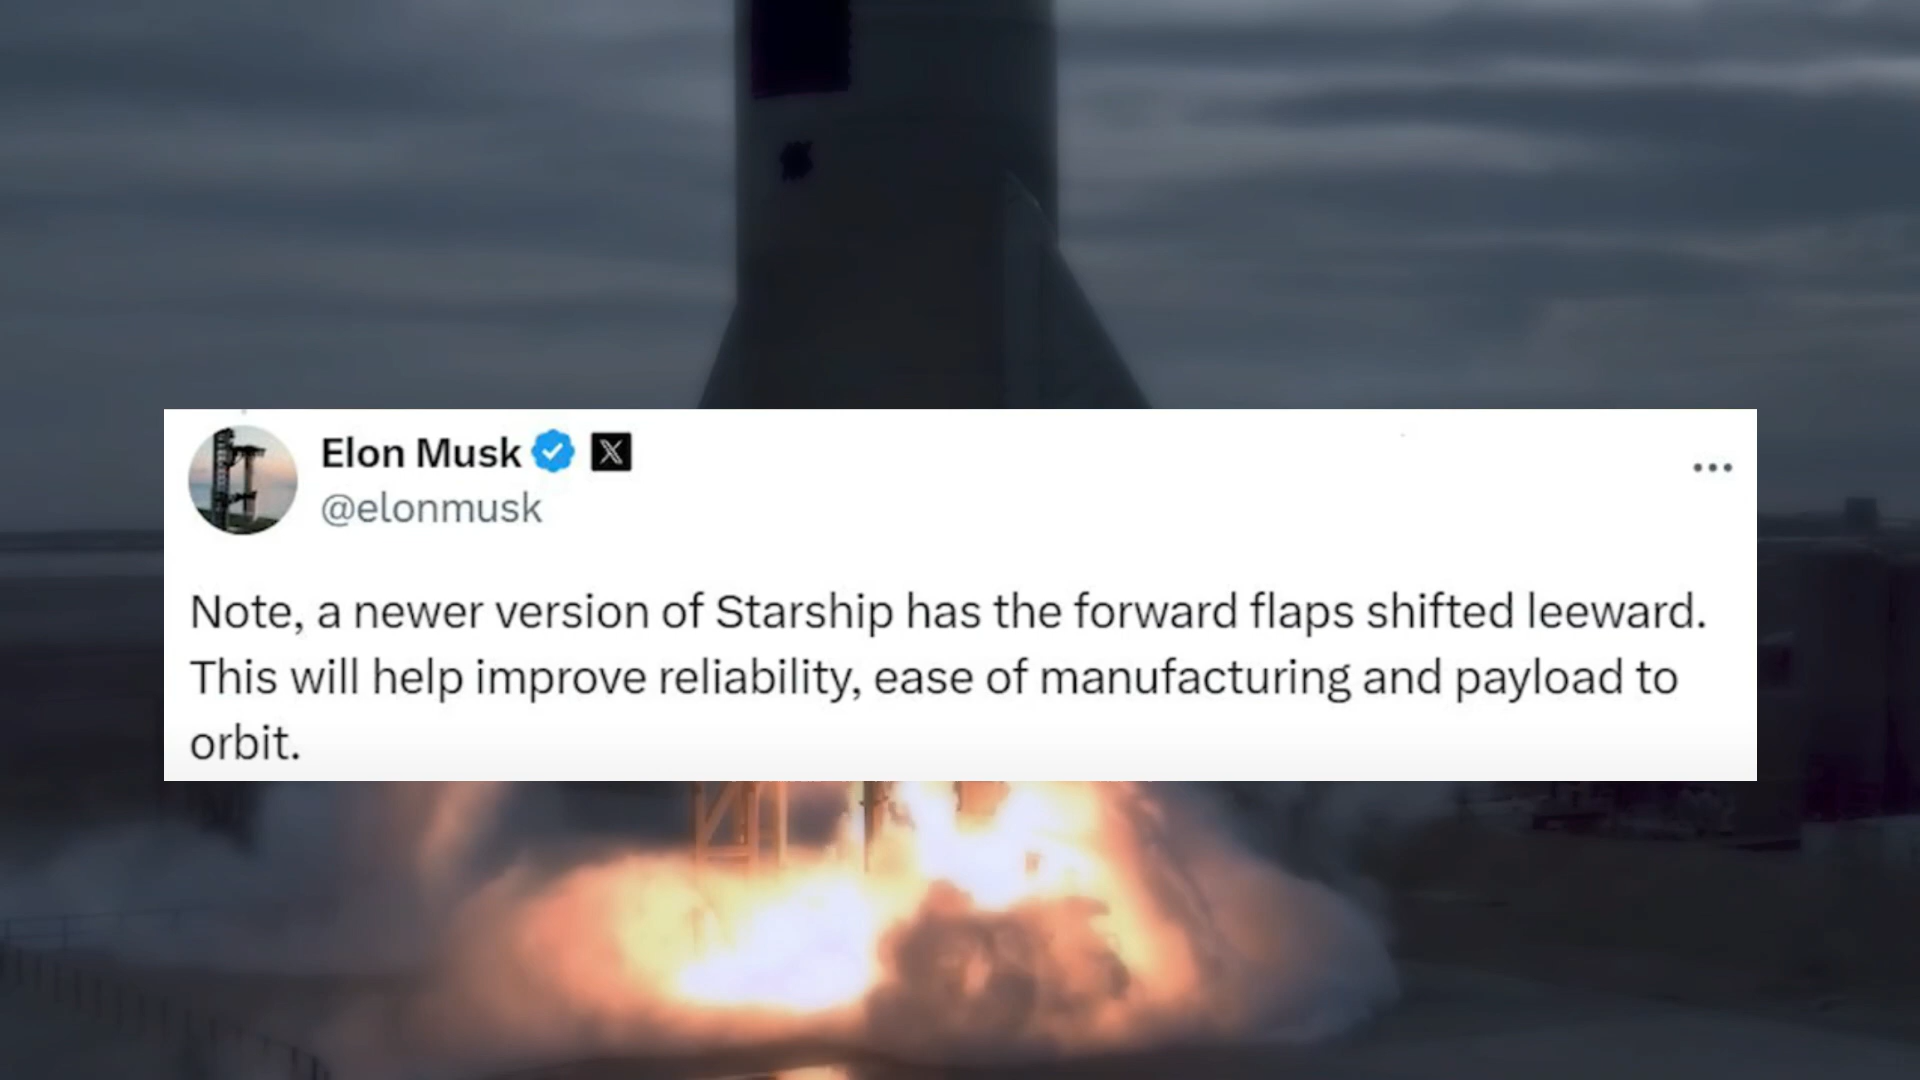 Elon Musk
@elonmusk
Note, a newer version of Starship has the forward flaps shifted leeward.
This will help improve reliability, ease of manufacturing and payload to
orbit.